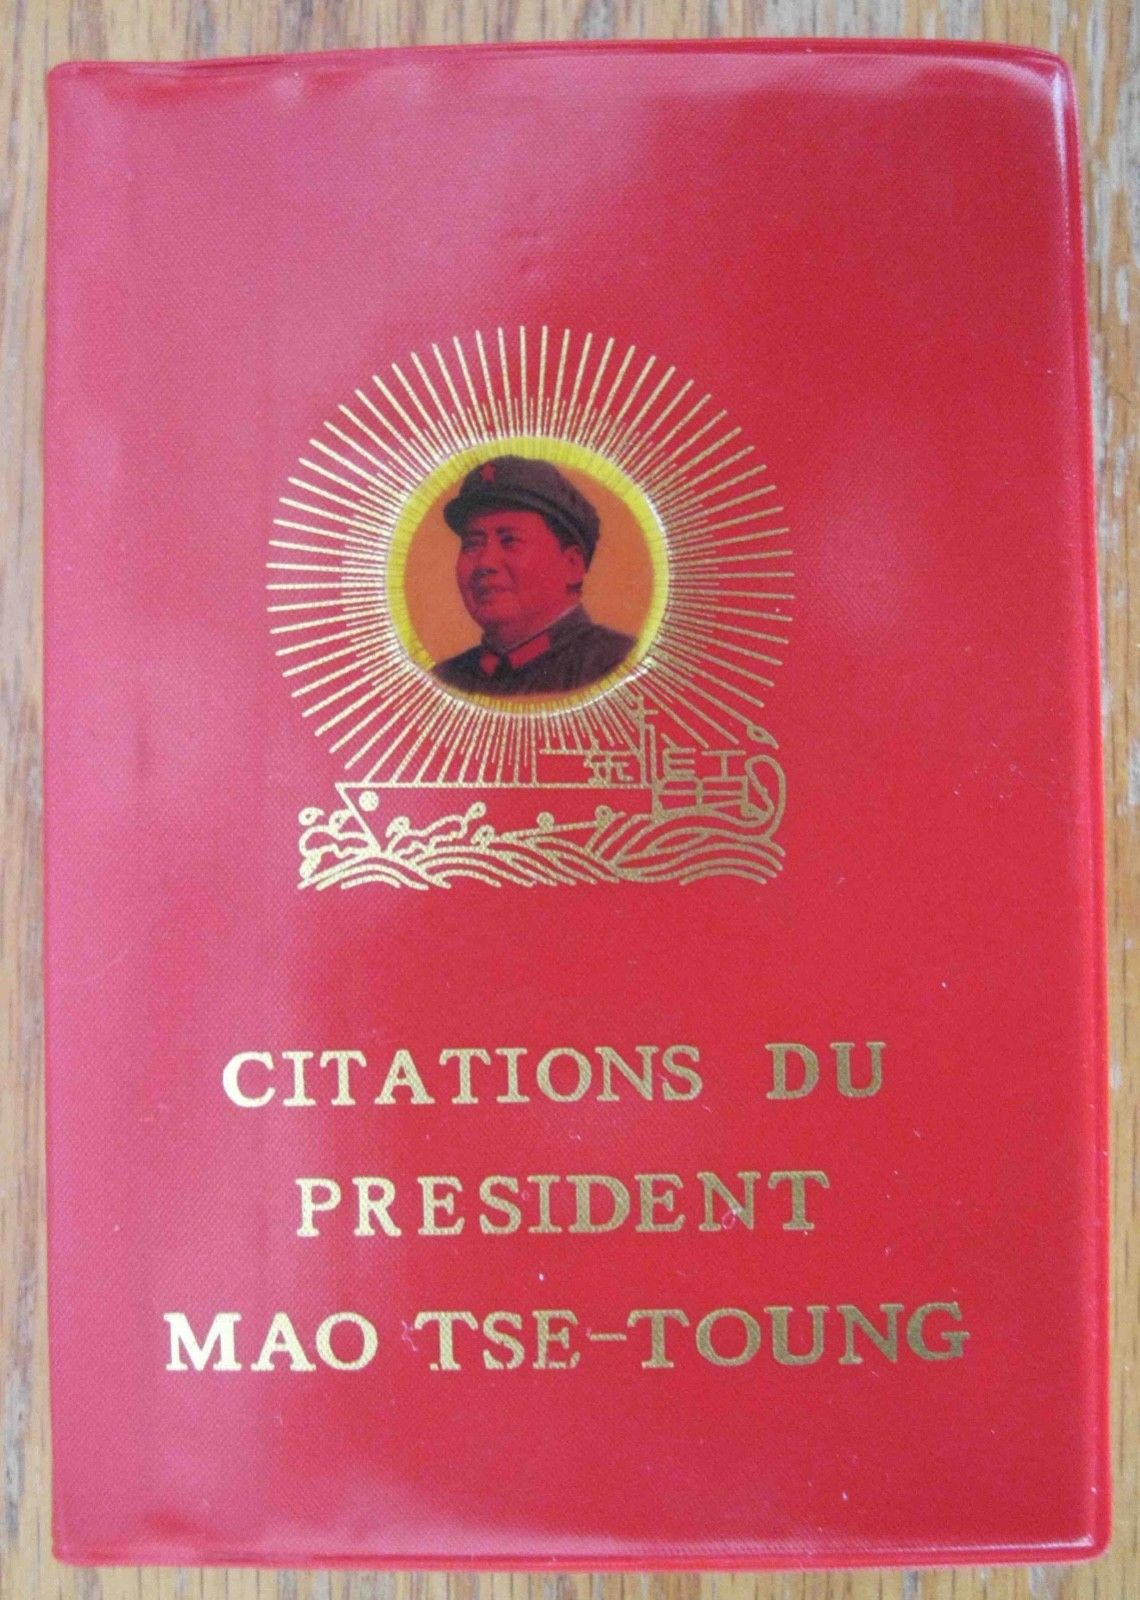 CITATIONS DU
PRESIDENT
MAO TSE-TOUNG